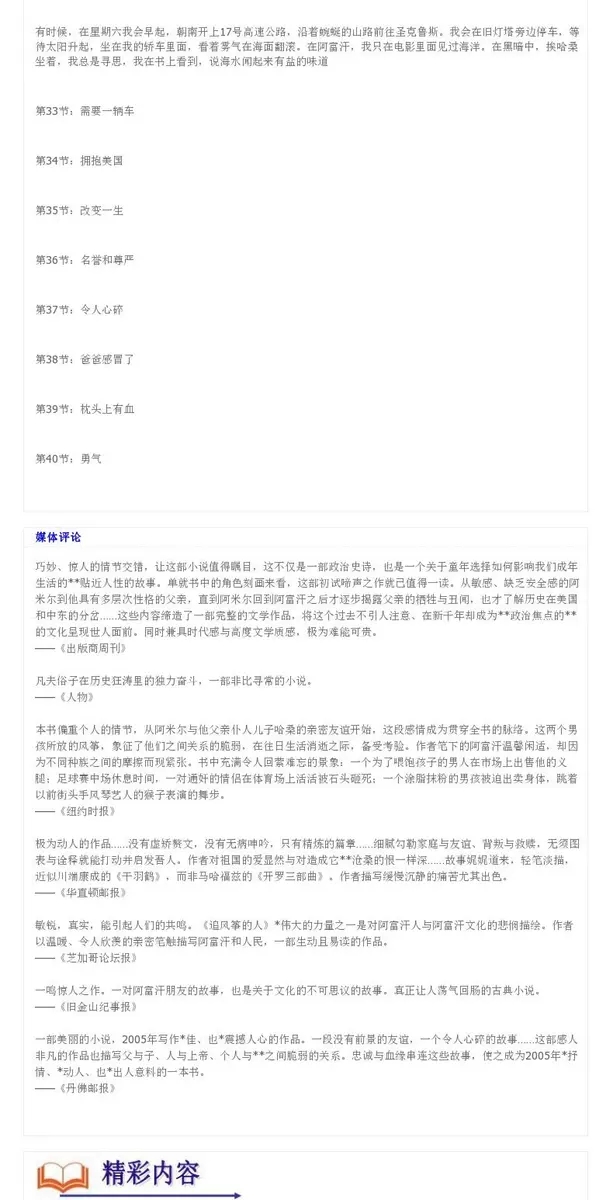 有时候，在星期六我会早起，朝南开上17号高速公路，沿着蜿蜒的山路前往圣克鲁斯。我会在旧灯塔旁边停车，等
待太阳升起，坐在我的轿车里面，看着雾气在海面翻滚。在阿富汗，我只在电影里面见过海洋。在黑暗中，挨哈桑
坐着，我总是寻思，我在书上看到，说海水闻起来有盐的味道
第33节：需要一辆车
第34节：拥抱美国
第35节：改变一生
第36节：名誉和尊严
第37节：令人心碎
第38节：爸爸感冒了
第39节：枕头上有血
第40节：勇气
媒体评论
巧妙、惊人的情节交错，让这部小说值得瞩目，这不仅是一部政治史诗，也是一个关于童年选择如何影响我们成年
生活的**贴近人性的故事。单就书中的角色刻画来看，这部初试啼声之作就已值得一读。从敏感、缺乏安全感的阿
米尔到他具有多层次性格的父亲，直到阿米尔回到阿富汗之后才逐步揭露父亲的牺牲与丑闻，也才了解历史在美国
和中东的分岔……这些内容缔造了一部完整的文学作品，将这个过去不引人注意、在新千年却成为**政治焦点的**
的文化呈现世人面前。同时兼具时代感与高度文学质感，极为难能可贵。
——《出版商周刊》
凡夫俗子在历史狂涛里的独力奋斗，一部非比寻常的小说。
——《人物》
本书偏重个人的情节，从阿米尔与他父亲仆人儿子哈桑的亲密友谊开始，这段感情成为贯穿全书的脉络。这两个男
孩所放的风筝，象征了他们之间关系的脆弱，在往日生活消逝之际，备受考验。作者笔下的阿富汗温馨闲适，却因
为不同种族之间的摩擦而现紧张。书中充满令人回萦难忘的景象：一个为了喂饱孩子的男人在市场上出售他的义
腿；足球赛中场休息时间，一对通奸的情侣在体育场上活活被石头砸死；一个涂脂抹粉的男孩被迫出卖身体，跳着
以前街头手风琴艺人的猴子表演的舞步。
——《纽约时报》
极为动人的作品……没有虚矫赘文，没有无病呻吟，只有精炼的篇章……细腻勾勒家庭与友谊、背叛与救赎，无须图
表与诠释就能打动并启发吾人。作者对祖国的爱显然与对造成它**沧桑的恨一样深……故事娓娓道来，轻笔淡描，
近似川端康成的《千羽鹤》，而非马哈福兹的《开罗三部曲》。作者描写缓慢沉静的痛苦尤其出色。
——《华直顿邮报》
敏锐，真实，能引起人们的共鸣。《追风筝的人》*伟大的力量之一是对阿富汗人与阿富汗文化的悲悯描绘。作者
以温暖、令人欣羡的亲密笔触描写阿富汗和人民，一部生动且易读的作品。
——《芝加哥论坛报》
一鸣惊人之作。一对阿富汗朋友的故事，也是关于文化的不可思议的故事。真正让人荡气回肠的古典小说。
——《旧金山纪事报》
一部美丽的小说，2005年写作*佳、也*震撼人心的作品。一段没有前景的友谊，一个令人心碎的故事……这部感人
非凡的作品也描写父与子、人与上帝、个人与**之间脆弱的关系。忠诚与血缘串连这些故事，使之成为2005年*抒
情、*动人、也*出人意料的一本书。
——《丹佛邮报》
精彩内容